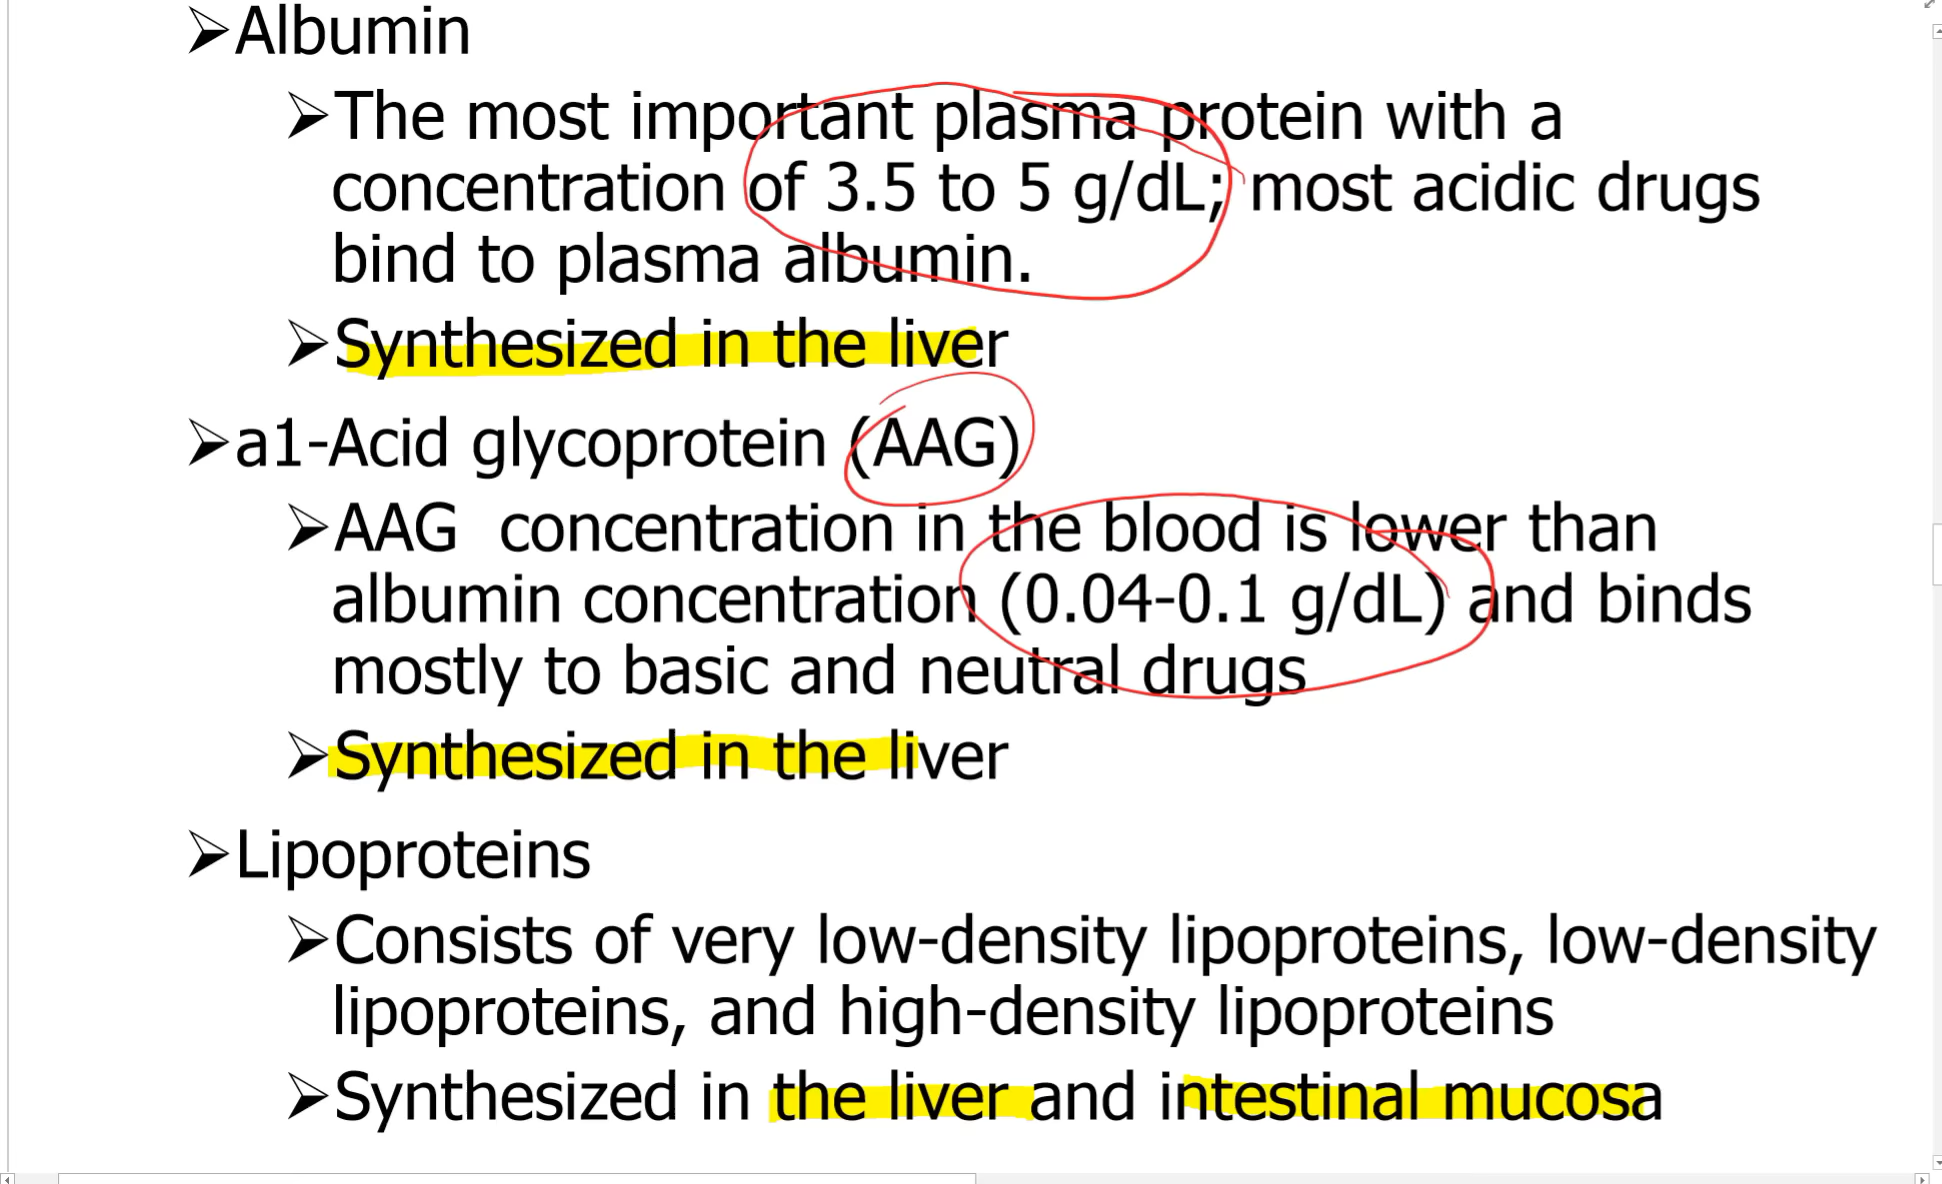 ➢Albumin
➢The most important plasma protein with a
concentration of 3.5 to 5 g/dL; most acidic drugs
bind to plasma albumin.
➢Synthesized in the liver
➢a1-Acid glycoprotein (AAG)
➢AAG  concentration in the blood is lower than
albumin concentration (0.04-0.1 g/dL) and binds
mostly to basic and neutral drugs
➢Synthesized in the liver
➢Lipoproteins
➢Consists of very low-density lipoproteins, low-density
lipoproteins, and high-density lipoproteins
➢Synthesized in the liver and intestinal mucosa